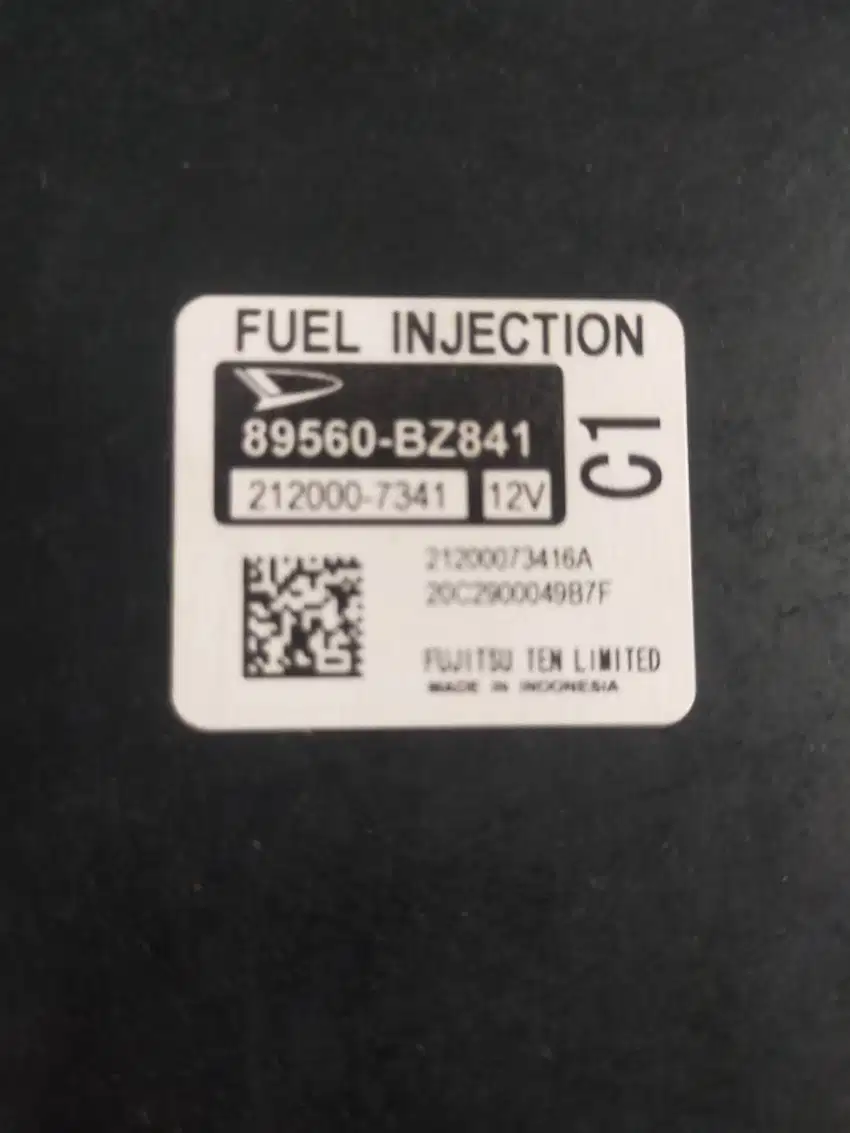 FUEL INJECTION
89560-BZ841
212000-7341 12V
C1
21200073416A
20C2900049B7F
FUJITSU TEN LIMITED
MADE IN INDONESIA